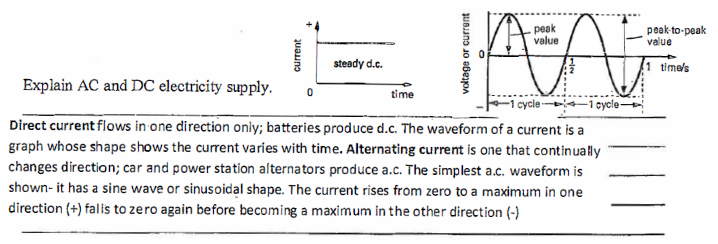 +
current
steady d.c.
0
time
voltage or current
0
peak
value
peak-to-peak
value
1/2
1 time/s
–
1 cycle
1 cycle
Explain AC and DC electricity supply.
Direct current flows in one direction only; batteries produce d.c. The waveform of a current is a
graph whose shape shows the current varies with time. Alternating current is one that continually
changes direction; car and power station alternators produce a.c. The simplest a.c. waveform is
shown- it has a sine wave or sinusoidal shape. The current rises from zero to a maximum in one
direction (+) falls to zero again before becoming a maximum in the other direction (-)